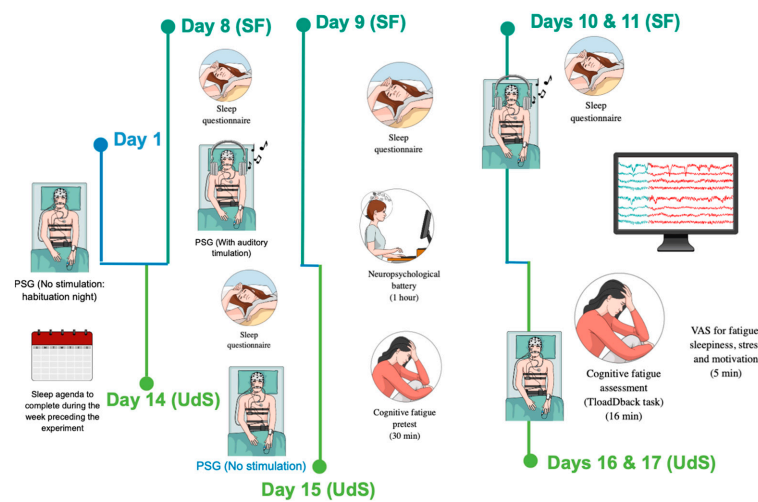 Day 8 (SF)
Day 9 (SF)
Days 10 & 11 (SF)
Sleep
questionnaire
Sleep
questionnaire
Sleep
questionnaire
Day 1
PSG (With auditory
timulation)
PSG (No stimulation:
habituation night)
Neuropsychological
battery
(1 hour)
Sleep
questionnaire
VAS for fatigue
sleepiness, stres
and motivation
(5 min)
Cognitive fatigue
assessment
(TloadDback task)
(16 min)
Sleep agenda to
complete during the
week preceding the
experiment
Day 14 (UdS)
Cognitive fatigue
pretest
(30 min)
PSG (No stimulation)
Days 16 & 17 (UdS)
Day 15 (UdS)